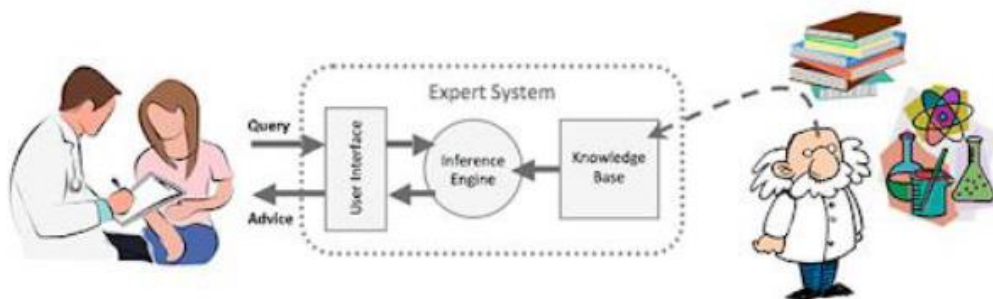 Expert System
Query
Advice
User Interface
Inference
Engine
Knowledge
Base